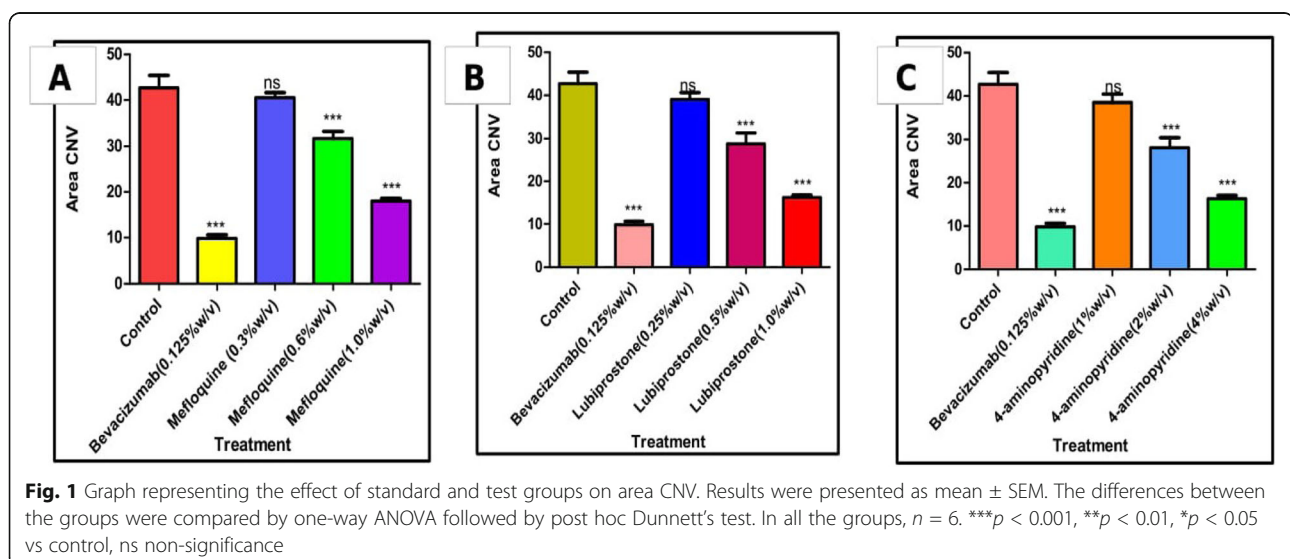 A
50
40
30
20
10
0
Area CNV
***
ns
***
***
Control
Bevacizumab(0.125%w/v)
Mefloquine (0.3%w/v)
Mefloquine(0.6%w/v)
Mefloquine(1.0%w/v)
Treatment
B
50
40
30
20
10
0
Area CNV
***
ns
***
***
Control
Bevacizumab(0.125%w/v)
Lubiprostone(0.25%w/v)
Lubiprostone(0.5%w/v)
Lubiprostone(1.0%w/v)
Treatment
C
50
40
30
20
10
0
Area CNV
***
ns
***
***
Control
Bevacizumab(0.125%w/v)
4-aminopyridine(1%w/v)
4-aminopyridine(2%w/v)
4-aminopyridine(4%w/v)
Treatment
Fig. 1 Graph representing the effect of standard and test groups on area CNV. Results were presented as mean ± SEM. The differences between
the groups were compared by one-way ANOVA followed by post hoc Dunnett's test. In all the groups, n = 6. ***p < 0.001, **p < 0.01, *p < 0.05
vs control, ns non-significance